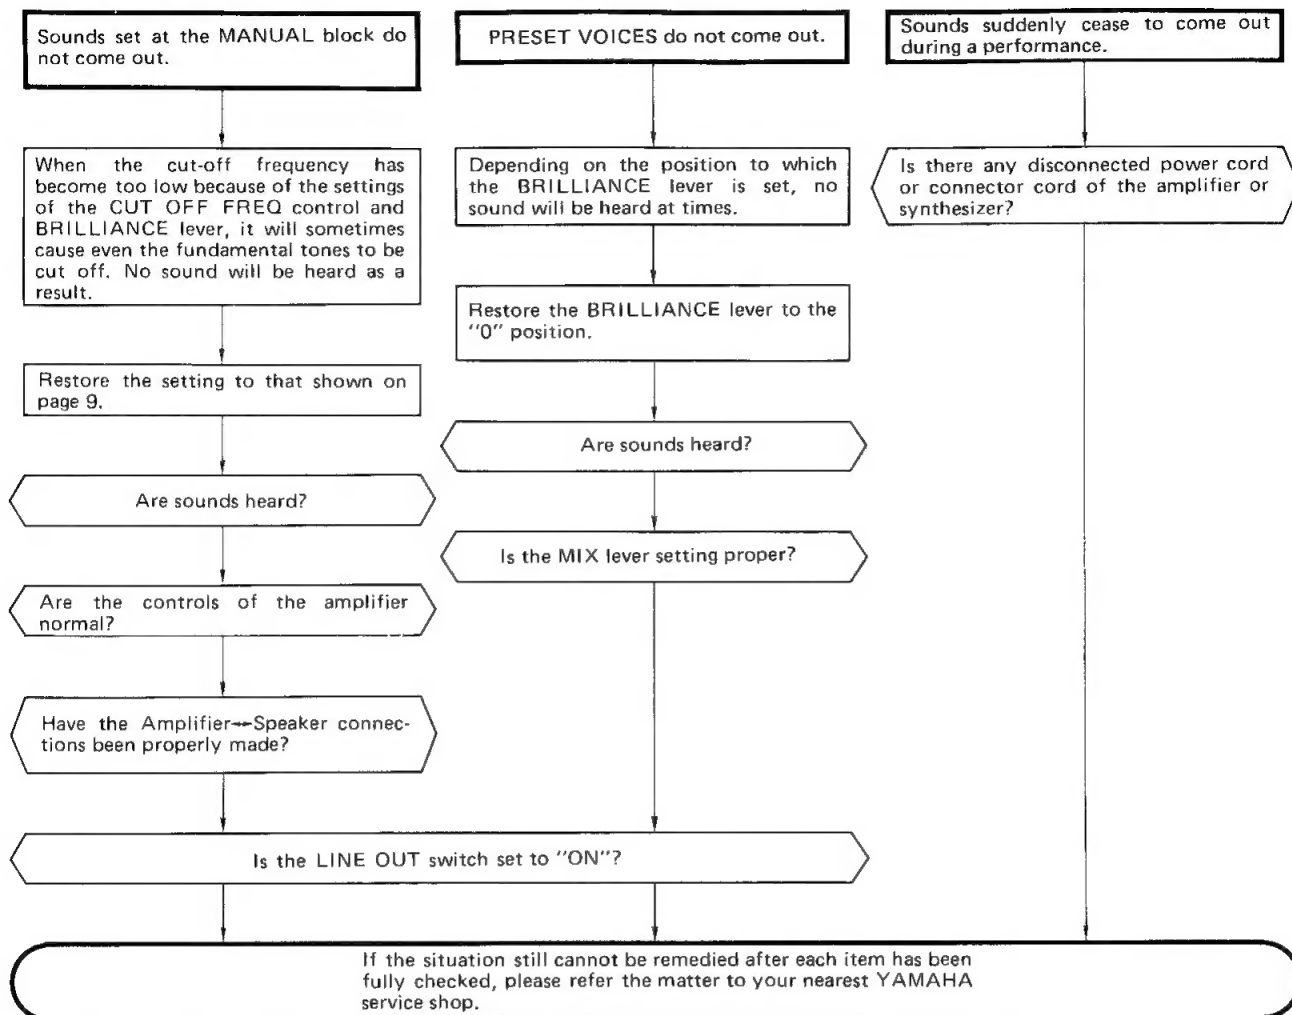 Sounds set at the MANUAL block do
not come out.
When the cut-off frequency has
become too low because of the settings
of the CUT OFF FREQ control and
BRILLIANCE lever, it will sometimes
cause even the fundamental tones to be
cut off. No sound will be heard as a
result.
Restore the setting to that shown on
page 9.
Are sounds heard?
Are the controls of the amplifier
normal?
Have the Amplifier↔Speaker connec-
tions been properly made?
PRESET VOICES do not come out.
Depending on the position to which
the BRILLIANCE lever is set, no
sound will be heard at times.
Restore the BRILLIANCE lever to the
"0" position.
Are sounds heard?
Is the MIX lever setting proper?
Is the LINE OUT switch set to "ON"?
Sounds suddenly cease to come out
during a performance.
Is there any disconnected power cord
or connector cord of the amplifier or
synthesizer?
If the situation still cannot be remedied after each item has been
fully checked, please refer the matter to your nearest YAMAHA
service shop.